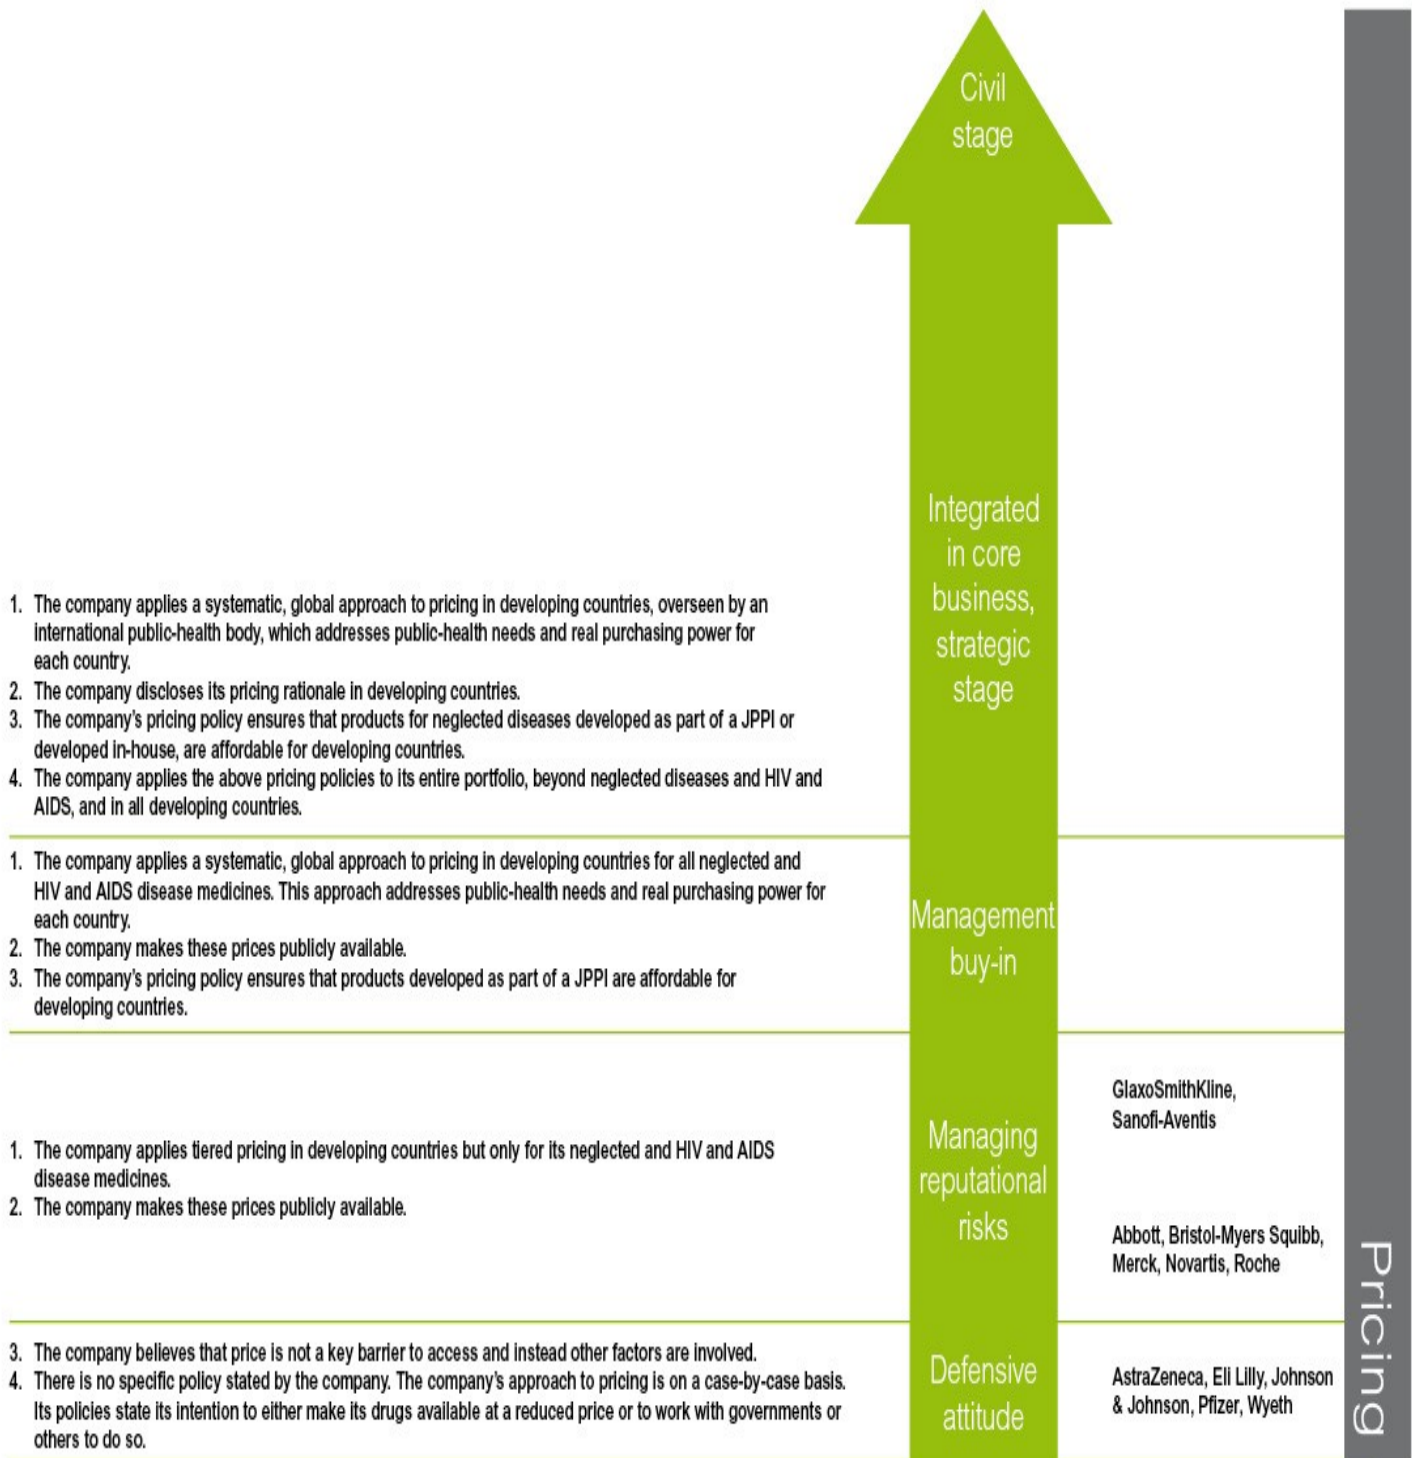 Civil
stage
Integrated
in core
business,
strategic
stage
1. The company applies a systematic, global approach to pricing in developing countries, overseen by an
international public-health body, which addresses public-health needs and real purchasing power for
each country.
2. The company discloses its pricing rationale in developing countries.
3. The company's pricing policy ensures that products for neglected diseases developed as part of a JPPI or
developed in-house, are affordable for developing countries.
4. The company applies the above pricing policies to its entire portfolio, beyond neglected diseases and HIV and
AIDS, and in all developing countries.
1. The company applies a systematic, global approach to pricing in developing countries for all neglected and
HIV and AIDS disease medicines. This approach addresses public-health needs and real purchasing power for
each country.
2. The company makes these prices publicly available.
3. The company's pricing policy ensures that products developed as part of a JPPI are affordable for
developing countries.
Management
buy-in
1. The company applies tiered pricing in developing countries but only for its neglected and HIV and AIDS
disease medicines.
2. The company makes these prices publicly available.
Managing
reputational
risks
GlaxoSmithKline,
Sanofi-Aventis
Abbott, Bristol-Myers Squibb,
Merck, Novartis, Roche
3. The company believes that price is not a key barrier to access and instead other factors are involved.
4. There is no specific policy stated by the company. The company's approach to pricing is on a case-by-case basis.
Its policies state its intention to either make its drugs available at a reduced price or to work with governments or
others to do so.
Defensive
attitude
AstraZeneca, Eli Lilly, Johnson
& Johnson, Pfizer, Wyeth
Pricing